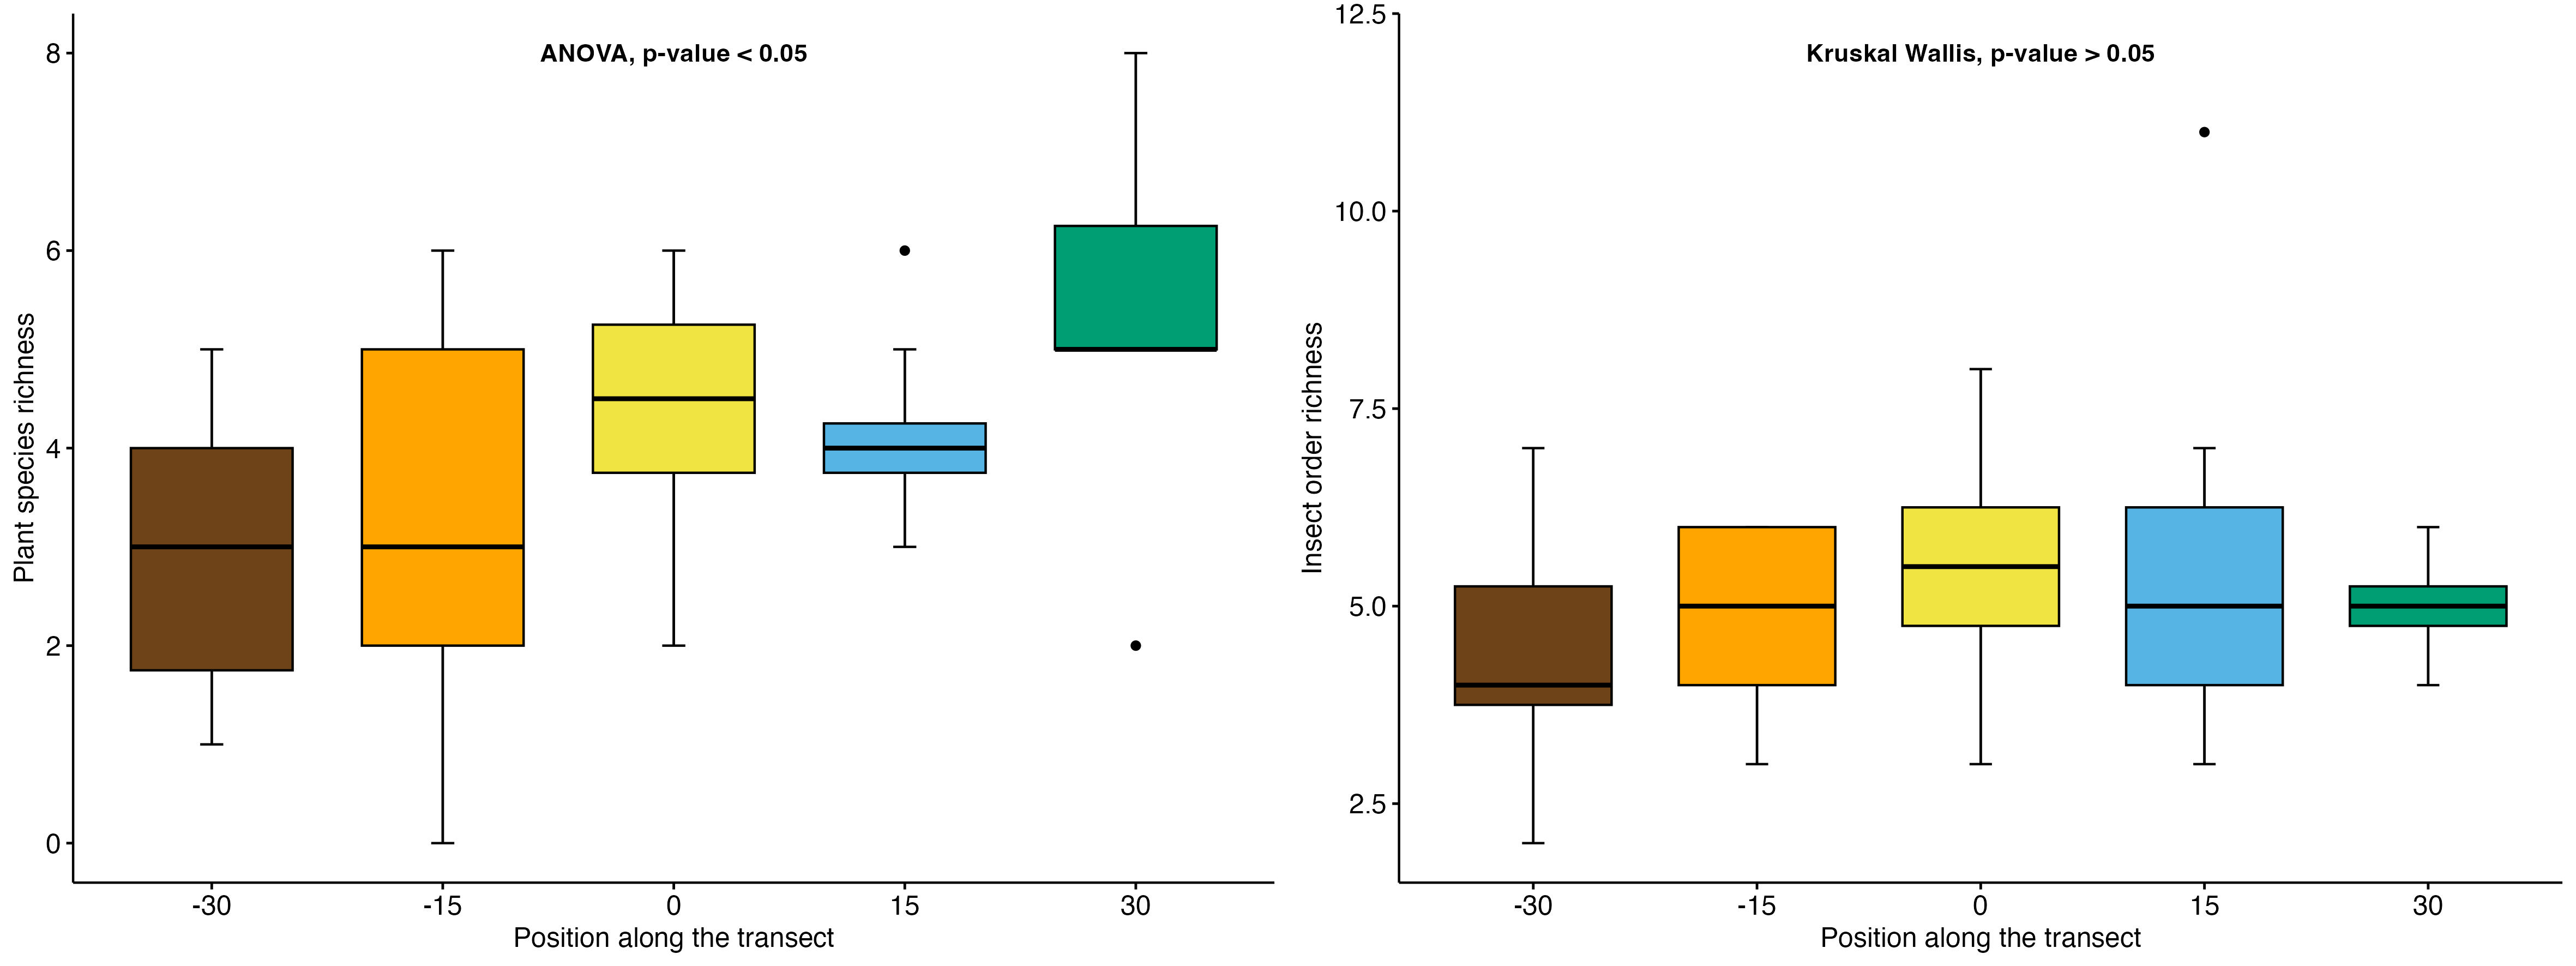 ANOVA, p-value < 0.05
Plant species richness
8
6
4
2
0
-30 -15 0 15 30
Position along the transect
Kruskal Wallis, p-value > 0.05
Insect order richness
12.5
10.0
7.5
5.0
2.5
-30 -15 0 15 30
Position along the transect